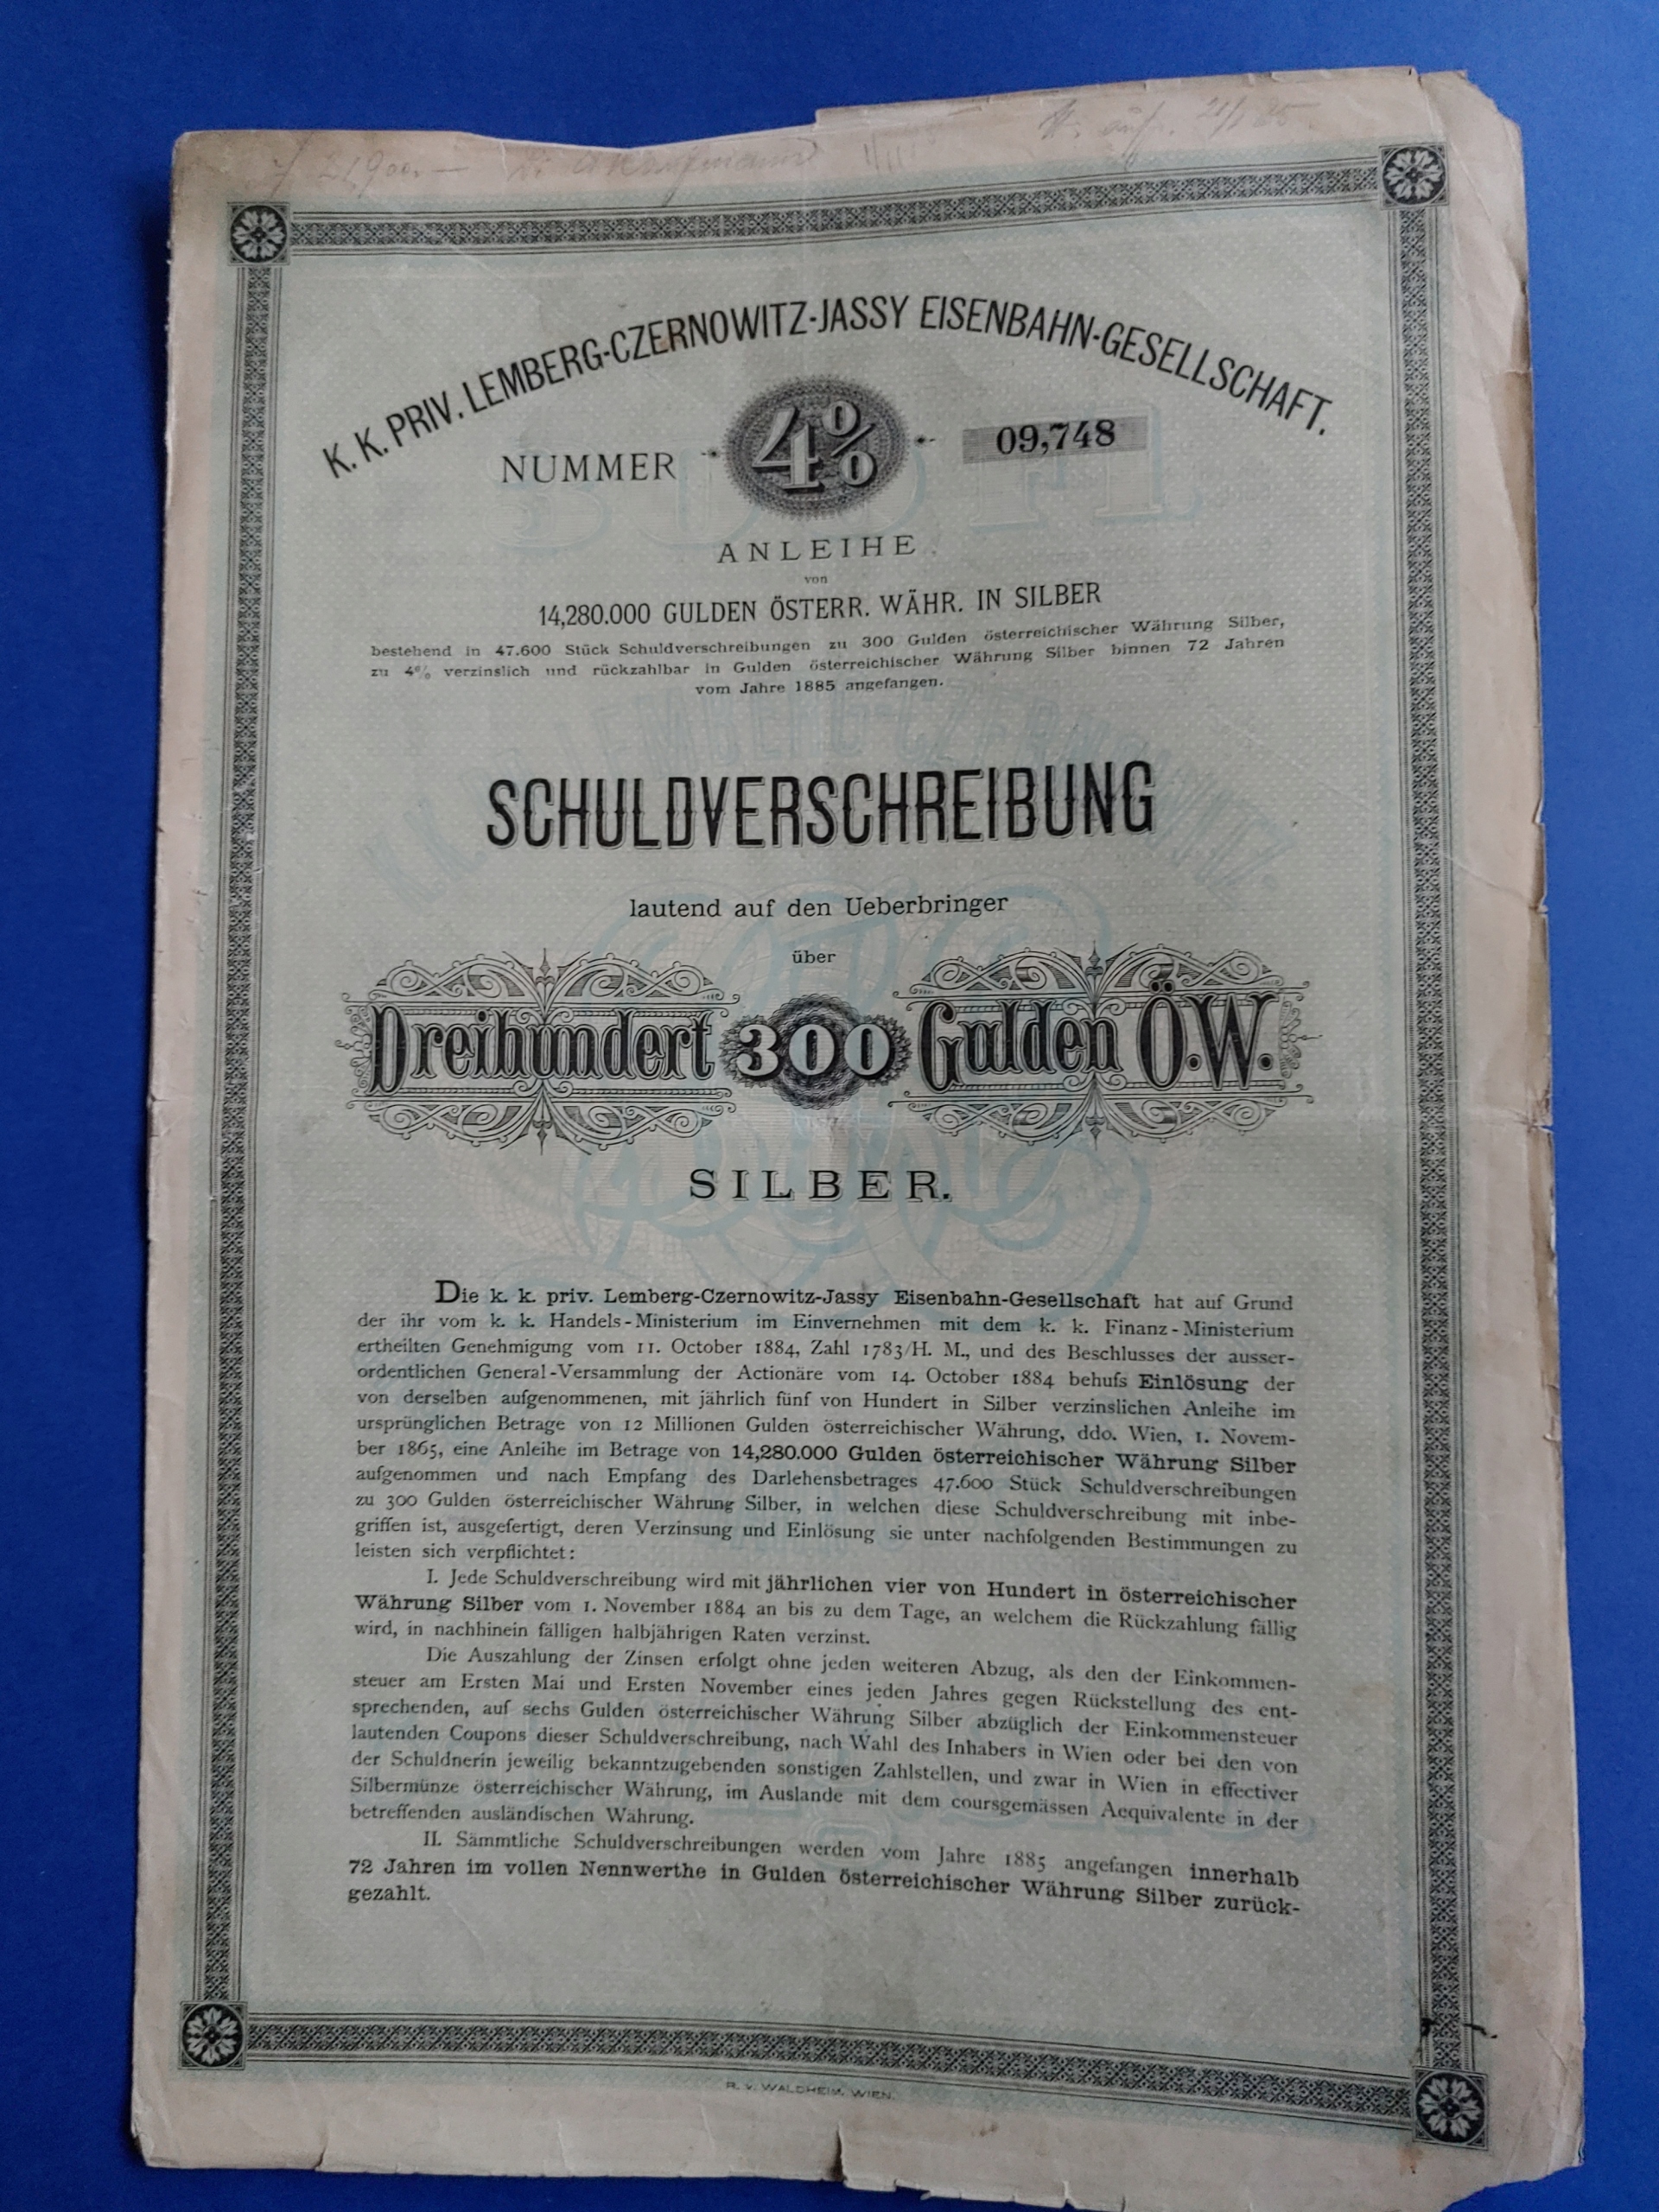 K. K. PRIV. LEMBERG-CZERNOWITZ-JASSY EISENBAHN-GESELLSCHAFT.
NUMMER 4% 09,748
ANLEIHE
von
14,280.000 GULDEN ÖSTERR. WÄHR. IN SILBER
bestehend in 47.600 Stück Schuldverschreibungen zu 300 Gulden österreichischer Währung Silber,
zu 4% verzinslich und rückzahlbar in Gulden österreichischer Währung Silber binnen 72 Jahren
vom Jahre 1885 angefangen.
SCHULDVERSCHREIBUNG
lautend auf den Ueberbringer
über
Dreihundert 300 Gulden Ö.W.
SILBER.
Die k. k. priv. Lemberg-Czernowitz-Jassy Eisenbahn-Gesellschaft hat auf Grund
der ihr vom k. k. Handels-Ministerium im Einvernehmen mit dem k. k. Finanz-Ministerium
ertheilten Genehmigung vom 11. October 1884, Zahl 1783/H. M., und des Beschlusses der ausser-
ordentlichen General-Versammlung der Actionäre vom 14. October 1884 behufs Einlösung der
von derselben aufgenommenen, mit jährlich fünf von Hundert in Silber verzinslichen Anleihe im
ursprünglichen Betrage von 12 Millionen Gulden österreichischer Währung, ddo. Wien, 1. Novem-
ber 1865, eine Anleihe im Betrage von 14,280.000 Gulden österreichischer Währung Silber
aufgenommen und nach Empfang des Darlehensbetrages 47.600 Stück Schuldverschreibungen
zu 300 Gulden österreichischer Währung Silber, in welchen diese Schuldverschreibung mit inbe-
griffen ist, ausgefertigt, deren Verzinsung und Einlösung sie unter nachfolgenden Bestimmungen zu
leisten sich verpflichtet:
I. Jede Schuldverschreibung wird mit jährlichen vier von Hundert in österreichischer
Währung Silber vom 1. November 1884 an bis zu dem Tage, an welchem die Rückzahlung fällig
wird, in nachhinein fälligen halbjährigen Raten verzinst.
Die Auszahlung der Zinsen erfolgt ohne jeden weiteren Abzug, als den der Einkommen-
steuer am Ersten Mai und Ersten November eines jeden Jahres gegen Rückstellung des ent-
sprechenden, auf sechs Gulden österreichischer Währung Silber abzüglich der Einkommensteuer
lautenden Coupons dieser Schuldverschreibung, nach Wahl des Inhabers in Wien oder bei den von
der Schuldnerin jeweilig bekanntzugebenden sonstigen Zahlstellen, und zwar in Wien in effectiver
Silbermünze österreichischer Währung, im Auslande mit dem coursgemässen Aequivalente in der
betreffenden ausländischen Währung.
II. Sämmtliche Schuldverschreibungen werden vom Jahre 1885 angefangen innerhalb
72 Jahren im vollen Nennwerthe in Gulden österreichischer Währung Silber zurück-
gezahlt.
R. v. WALDHEIM, WIEN.